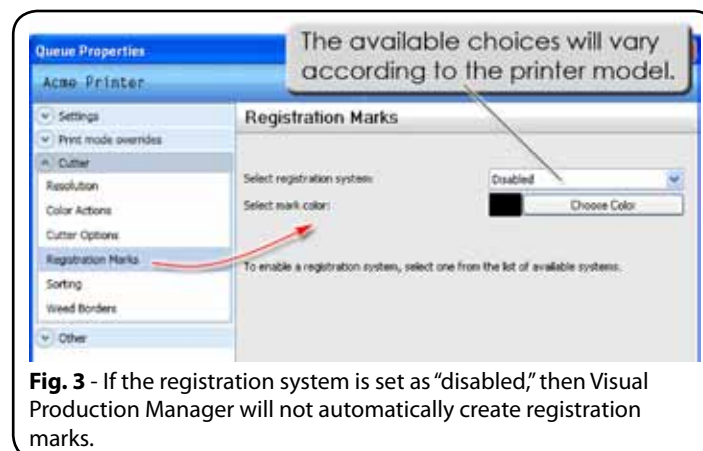 Queue Properties
The available choices will vary
according to the printer model.
Acme Printer
Settings
Print mode overrides
Cutter
Resolution
Color Actions
Cutter Options
Registration Marks
Sorting
Weed Borders
Other
Registration Marks
Select registration system:
Disabled
Select mark color:
Choose Color
To enable a registration system, select one from the list of available systems.
Fig. 3 - If the registration system is set as “disabled,” then Visual
Production Manager will not automatically create registration
marks.